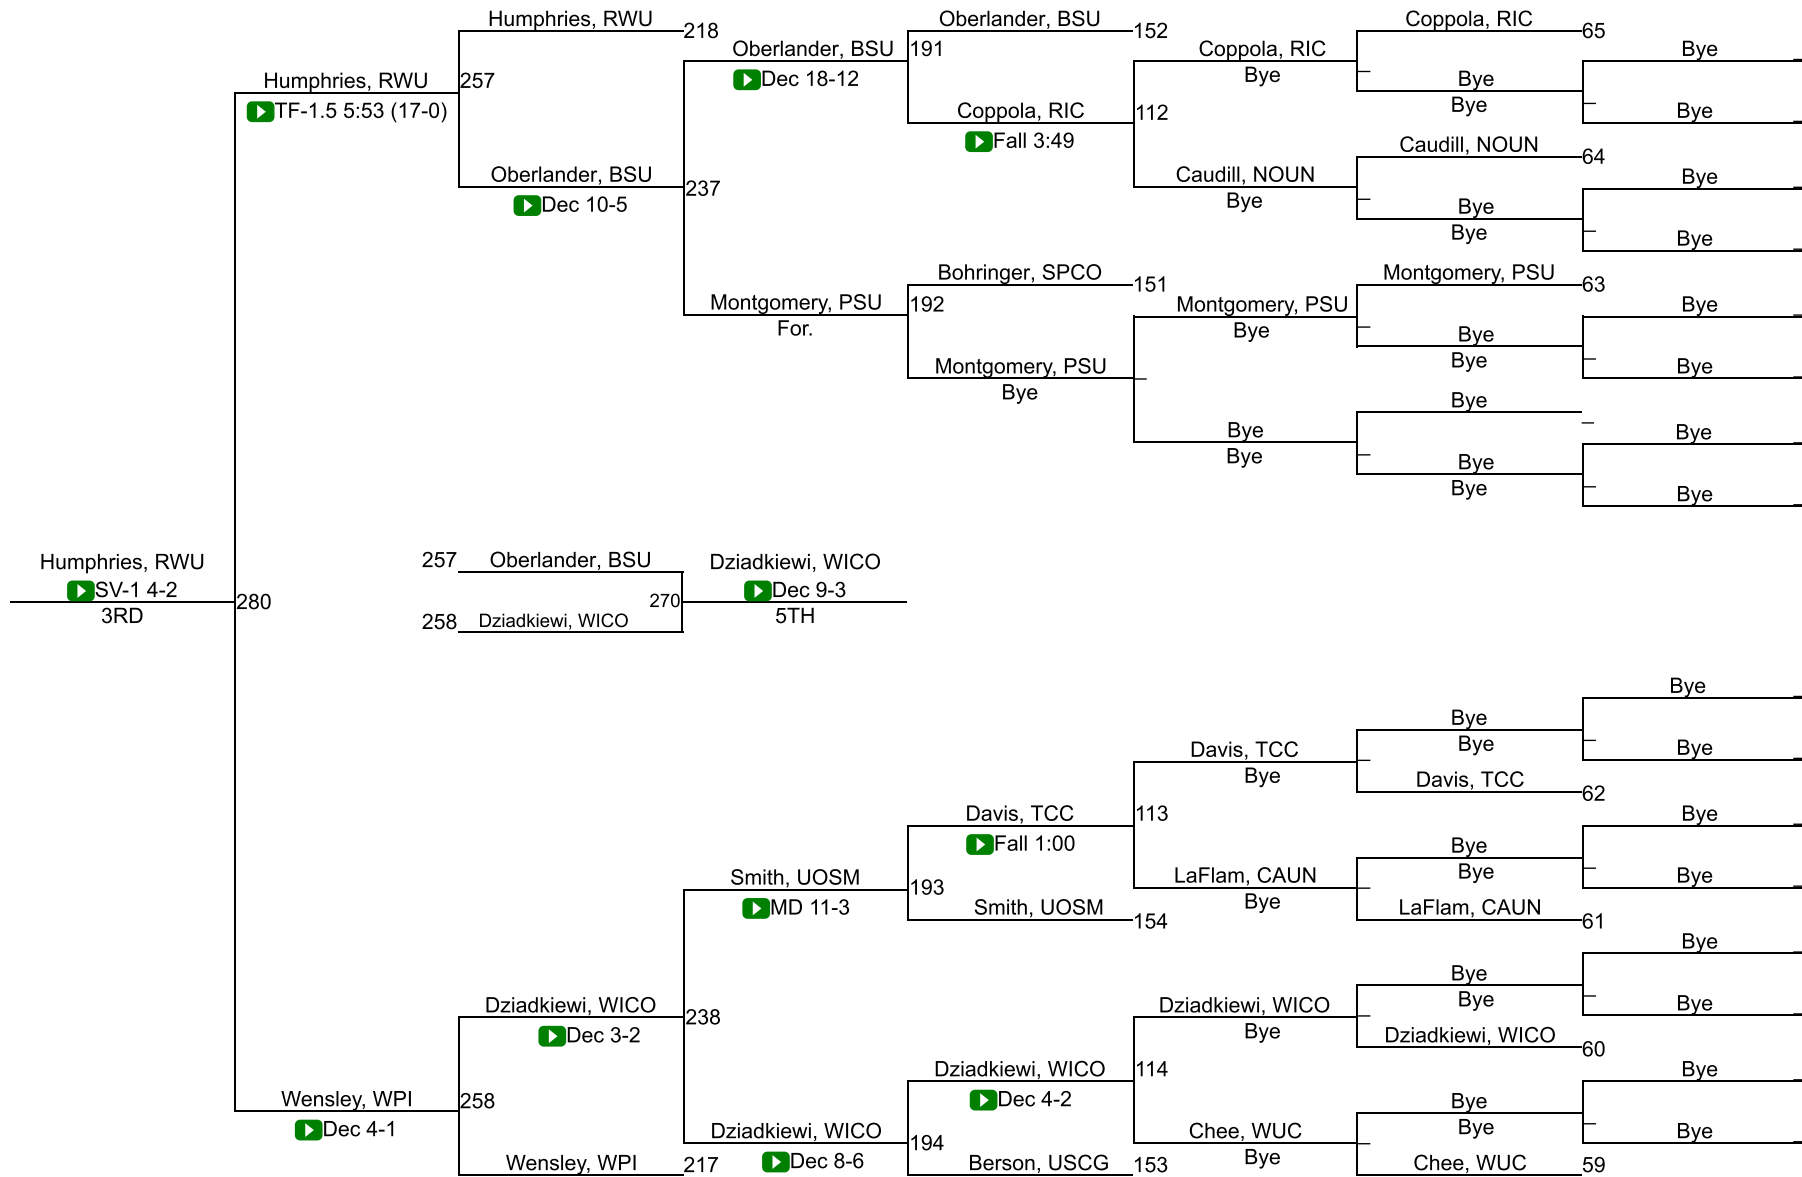 Humphries, RWU
218
Oberlander, BSU
152
Coppola, RIC
65
Oberlander, BSU
191
Coppola, RIC
Bye
Bye
Dec 18-12
Bye
Bye
Humphries, RWU
257
TF-1.5 5:53 (17-0)
Coppola, RIC
112
Bye
Bye
Fall 3:49
Caudill, NOUN
64
Oberlander, BSU
237
Caudill, NOUN
Bye
Dec 10-5
Bye
Bye
Bye
Bye
Bohringer, SPCO
151
Montgomery, PSU
63
Montgomery, PSU
192
Montgomery, PSU
Bye
For.
Bye
Bye
Montgomery, PSU
Bye
Bye
Bye
Bye
Bye
Bye
Bye
Bye
Bye
Bye
Humphries, RWU
257
Oberlander, BSU
Dziadkiewi, WICO
SV-1 4-2
280
270
Dec 9-3
3RD
258
Dziadkiewi, WICO
5TH
Bye
Bye
Davis, TCC
Bye
Bye
Bye
Davis, TCC
62
Davis, TCC
113
Bye
Fall 1:00
Bye
Smith, UOSM
193
LaFlam, CAUN
Bye
Bye
MD 11-3
Smith, UOSM
154
Bye
LaFlam, CAUN
61
Bye
Bye
Dziadkiewi, WICO
238
Dziadkiewi, WICO
Bye
Bye
Dec 3-2
Bye
Dziadkiewi, WICO
60
Dziadkiewi, WICO
114
Bye
Wensley, WPI
258
Dec 4-2
Bye
Dec 4-1
Dziadkiewi, WICO
194
Chee, WUC
Bye
Bye
Wensley, WPI
217
Dec 8-6
Berson, USCG
153
Bye
Chee, WUC
59